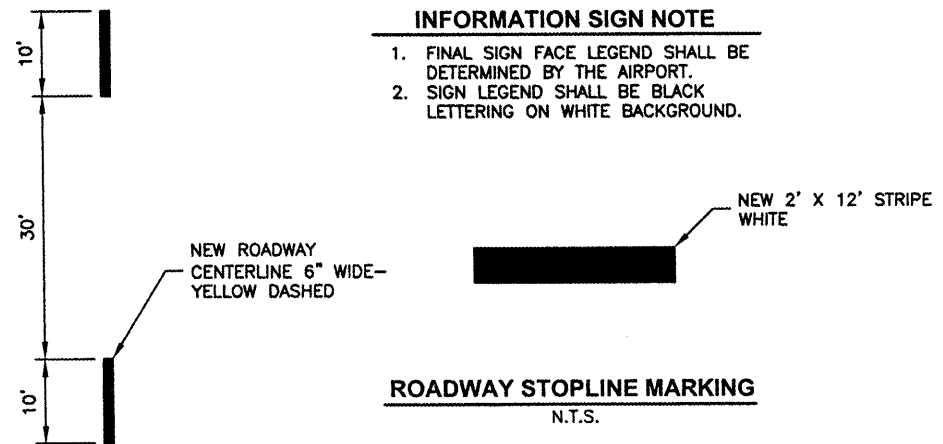 INFORMATION SIGN NOTE
1. FINAL SIGN FACE LEGEND SHALL BE
DETERMINED BY THE AIRPORT.
2. SIGN LEGEND SHALL BE BLACK
LETTERING ON WHITE BACKGROUND.
10'
30'
10'
NEW ROADWAY
CENTERLINE 6" WIDE-
YELLOW DASHED
NEW 2' X 12' STRIPE
WHITE
ROADWAY STOPLINE MARKING
N.T.S.